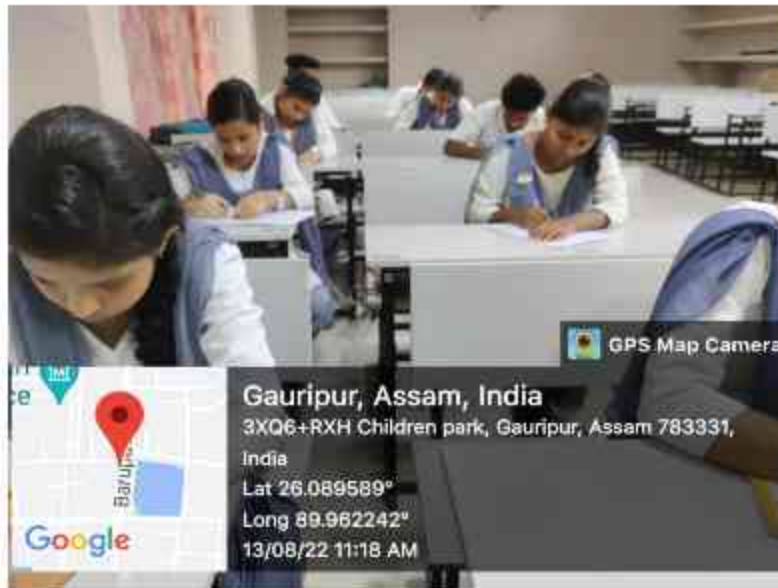 GPS Map Camera
Gauripur, Assam, India
3XQ6+RXH Children park, Gauripur, Assam 783331,
India
Lat 26.089589°
Long 89.962242°
13/08/22 11:18 AM
Google